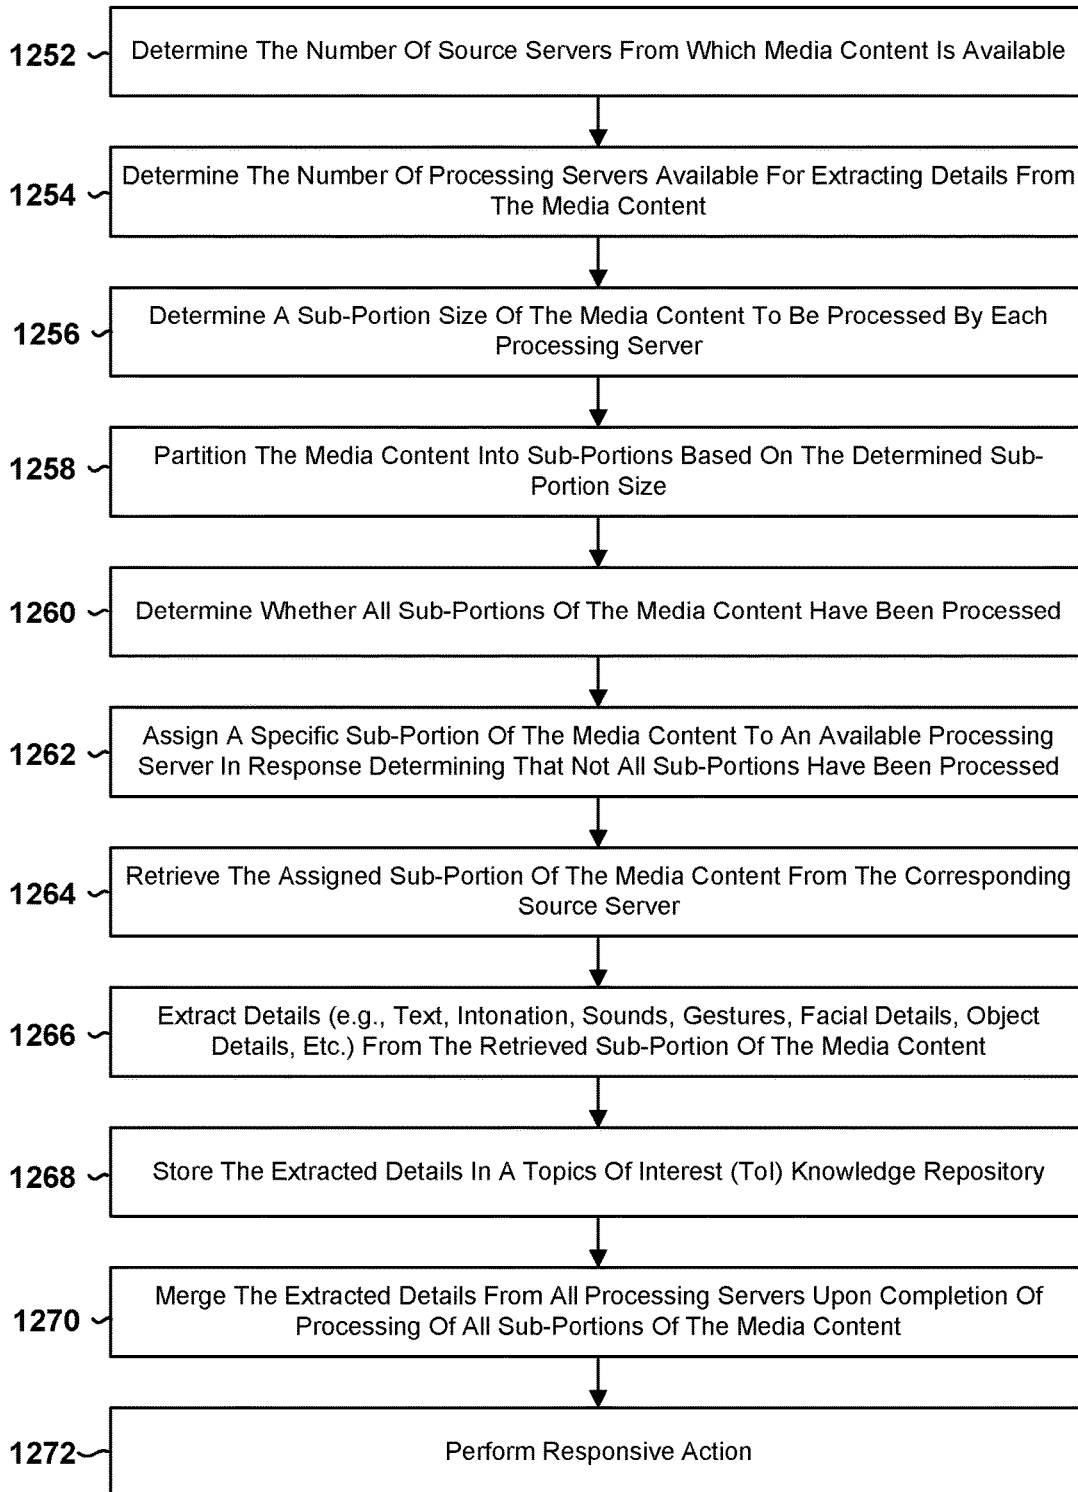 1252
Determine The Number Of Source Servers From Which Media Content Is Available
1254
Determine The Number Of Processing Servers Available For Extracting Details From
The Media Content
1256
Determine A Sub-Portion Size Of The Media Content To Be Processed By Each
Processing Server
1258
Partition The Media Content Into Sub-Portions Based On The Determined Sub-
Portion Size
1260
Determine Whether All Sub-Portions Of The Media Content Have Been Processed
1262
Assign A Specific Sub-Portion Of The Media Content To An Available Processing
Server In Response Determining That Not All Sub-Portions Have Been Processed
1264
Retrieve The Assigned Sub-Portion Of The Media Content From The Corresponding
Source Server
1266
Extract Details (e.g., Text, Intonation, Sounds, Gestures, Facial Details, Object
Details, Etc.) From The Retrieved Sub-Portion Of The Media Content
1268
Store The Extracted Details In A Topics Of Interest (ToI) Knowledge Repository
1270
Merge The Extracted Details From All Processing Servers Upon Completion Of
Processing Of All Sub-Portions Of The Media Content
1272
Perform Responsive Action